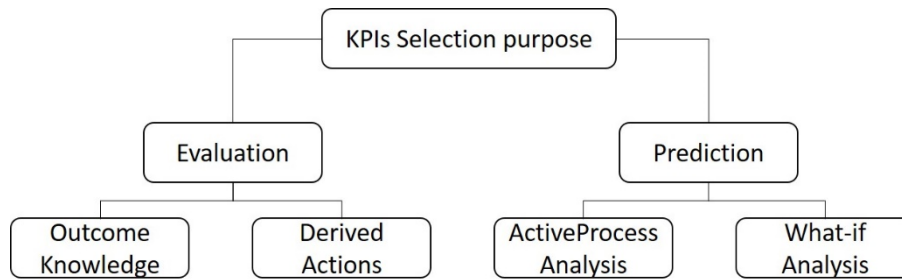 KPIs Selection purpose
Evaluation
Prediction
Outcome
Knowledge
Derived
Actions
ActiveProcess
Analysis
What-if
Analysis